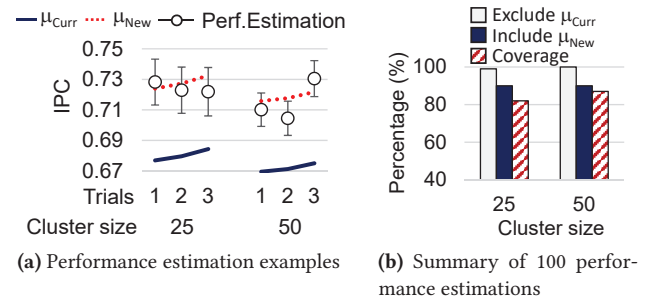 μCurr μNew Perf.Estimation
0.75
0.73
0.71
0.69
0.67
IPC
Trials 1 2 3 1 2 3
Cluster size 25 50
(a) Performance estimation examples
Exclude μCurr
Include μNew
Coverage
100
80
60
40
Percentage (%)
25 50
Cluster size
(b) Summary of 100 perfor-
mance estimations